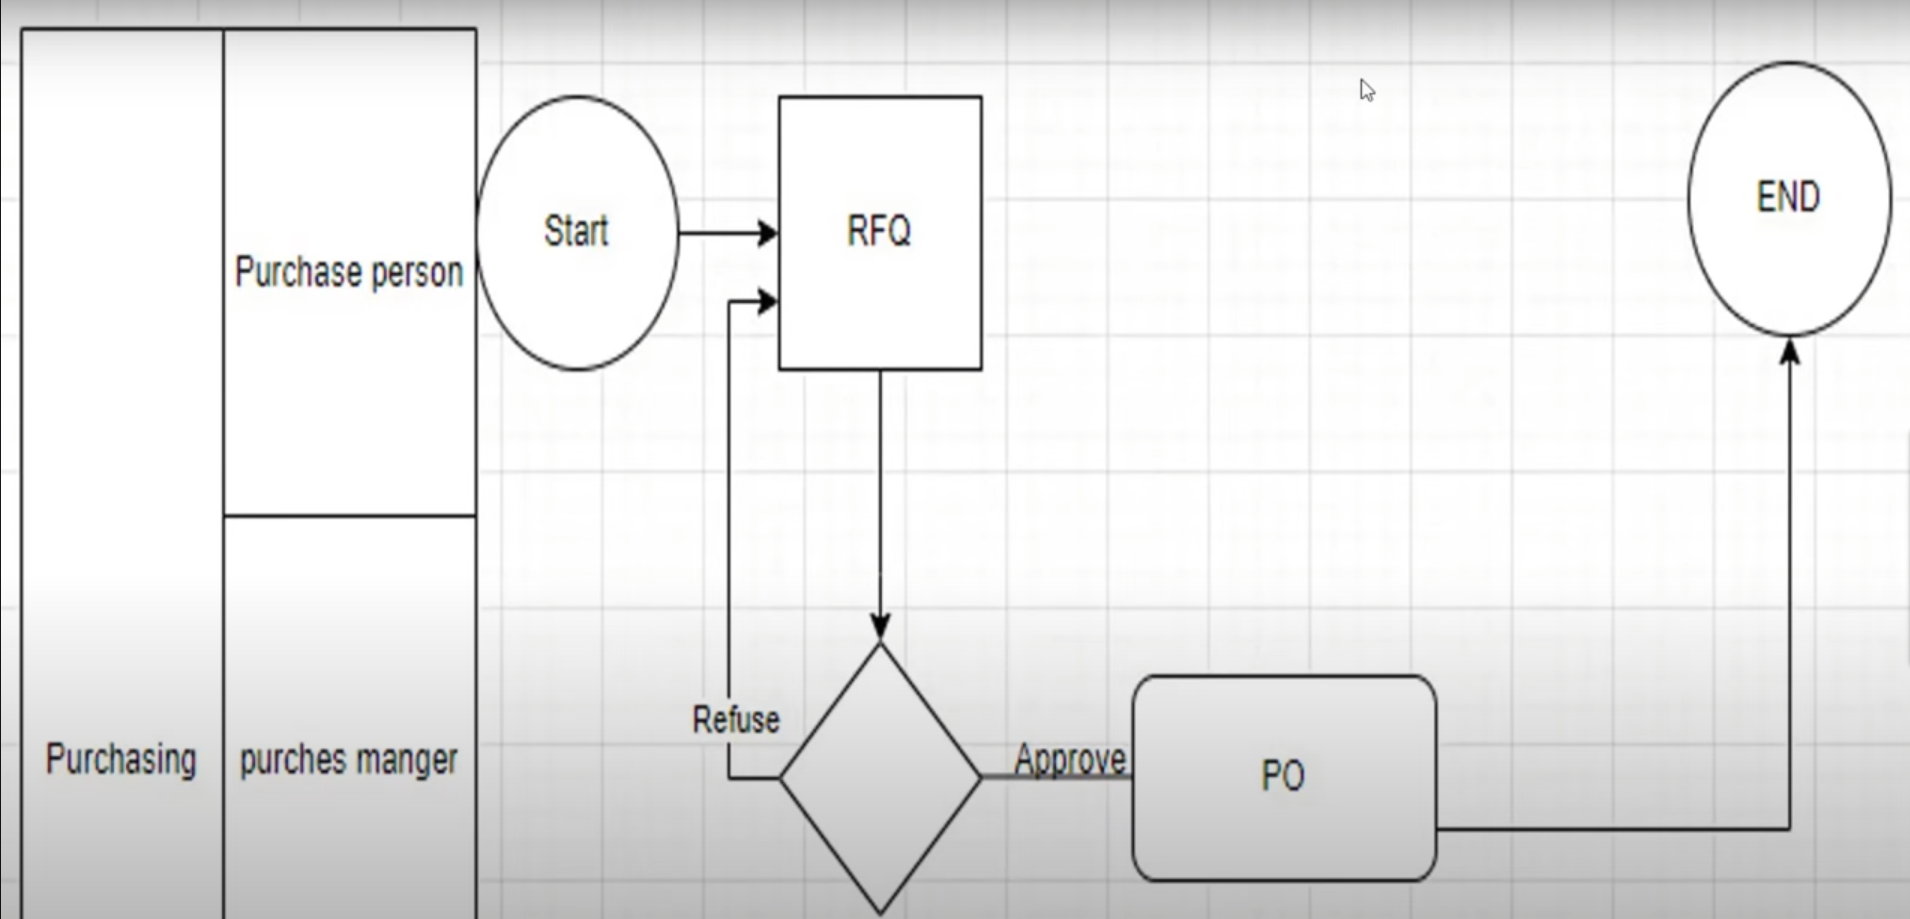 Start
RFQ
END
Purchase person
Refuse
Purchasing
purches manger
Approve
PO